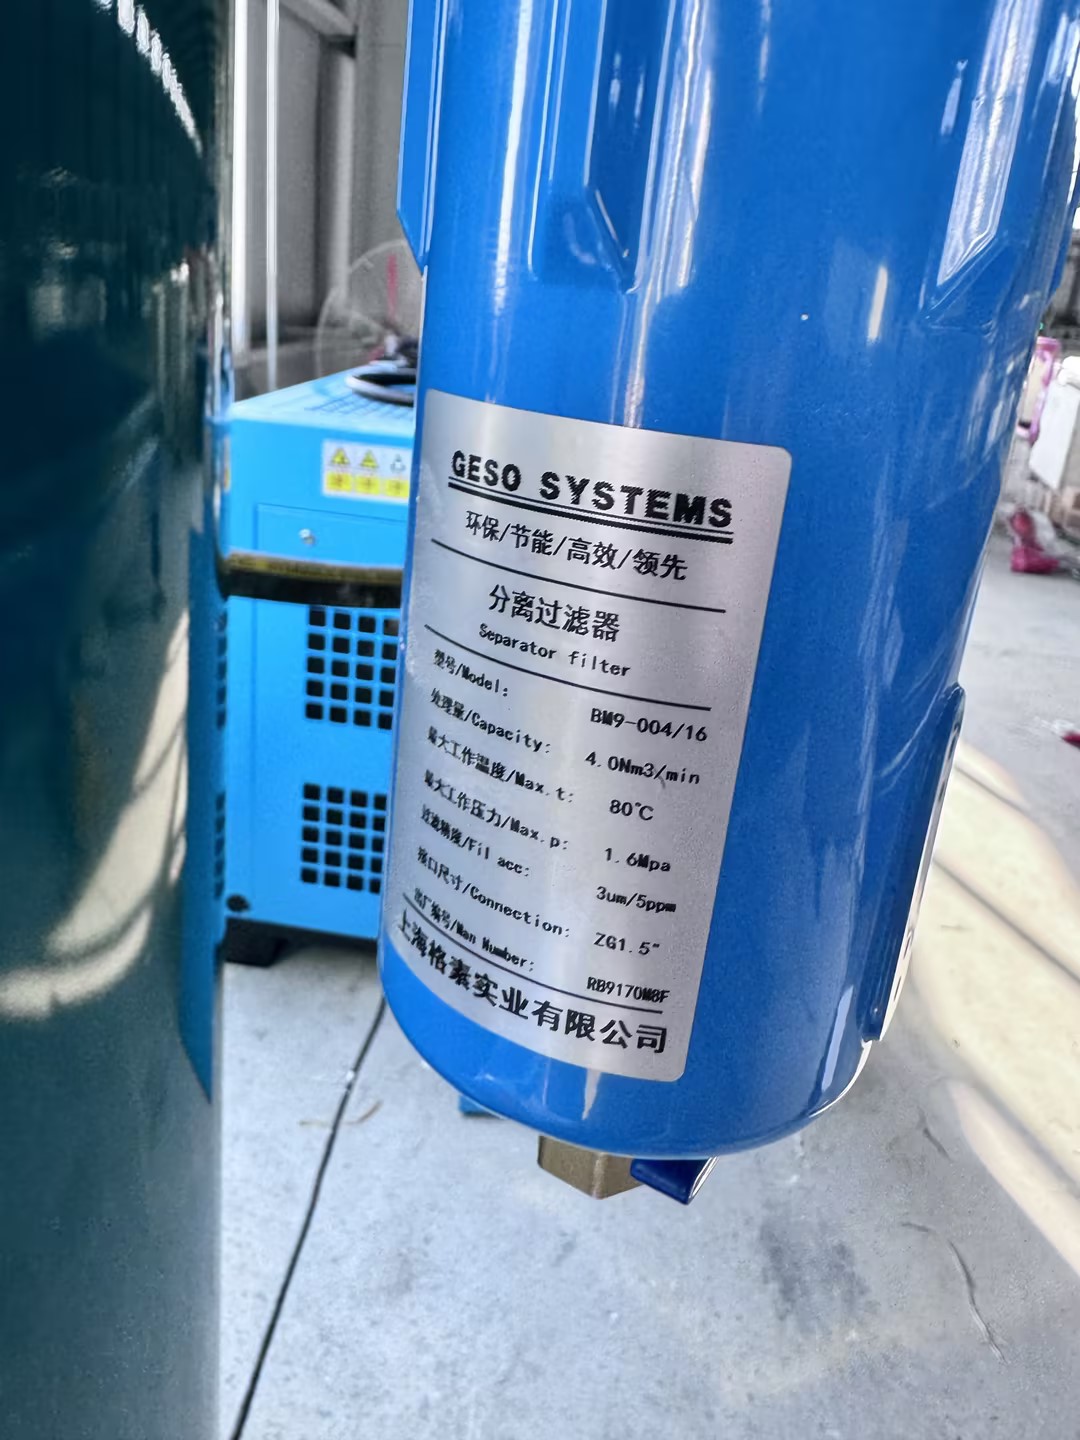 GESO SYSTEMS
环保/节能/高效/领先
分离过滤器
Separator filter
型号/Model: BM9-004/16
处理量/Capacity: 4.0Nm3/min
最大工作温度/Max.t: 80℃
最大工作压力/Max.p: 1.6Mpa
过滤精度/Fil acc: 3um/5ppm
接口尺寸/Connection: ZG1.5"
出厂编号/Man Number: RB9170M8F
上海格素实业有限公司